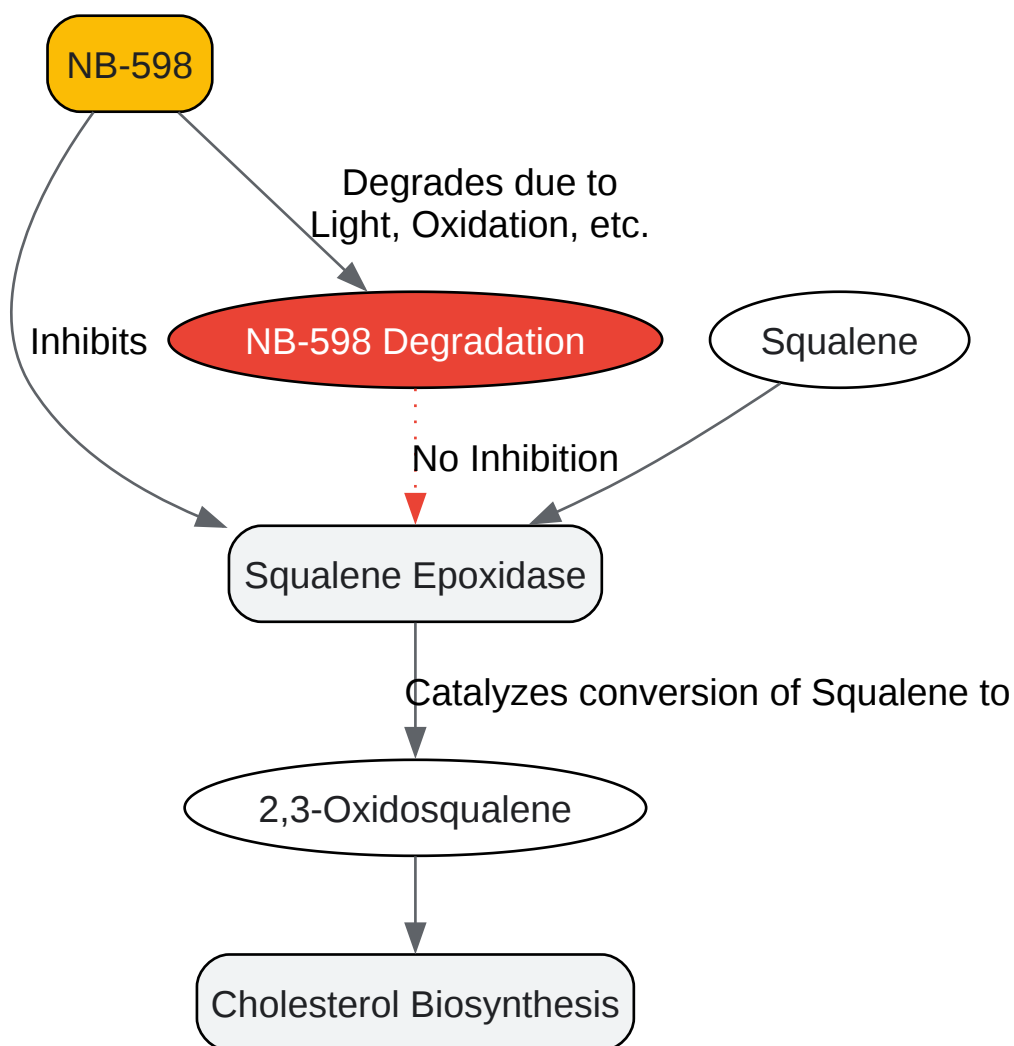 NB-598
Degrades due to
Light, Oxidation, etc.
Inhibits
NB-598 Degradation
Squalene
No Inhibition
Squalene Epoxidase
Catalyzes conversion of Squalene to
2,3-Oxidosqualene
Cholesterol Biosynthesis